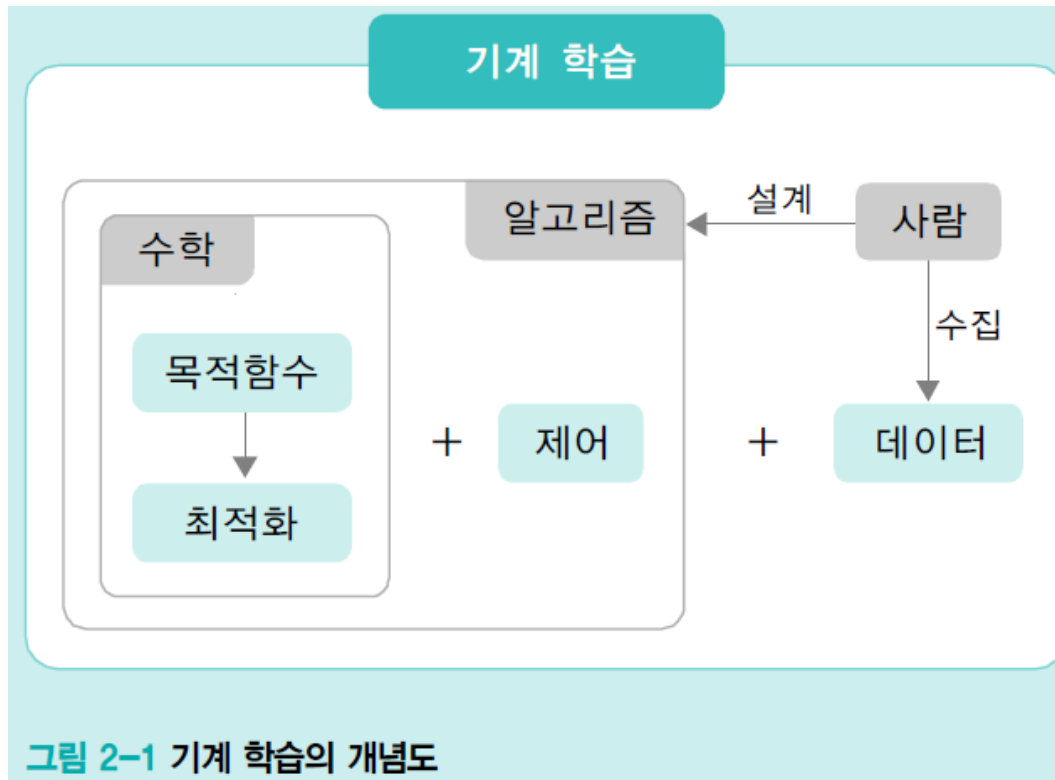 기계 학습
알고리즘
설계
사람
수학
수집
목적함수
+
제어
+
데이터
최적화
그림 2-1 기계 학습의 개념도